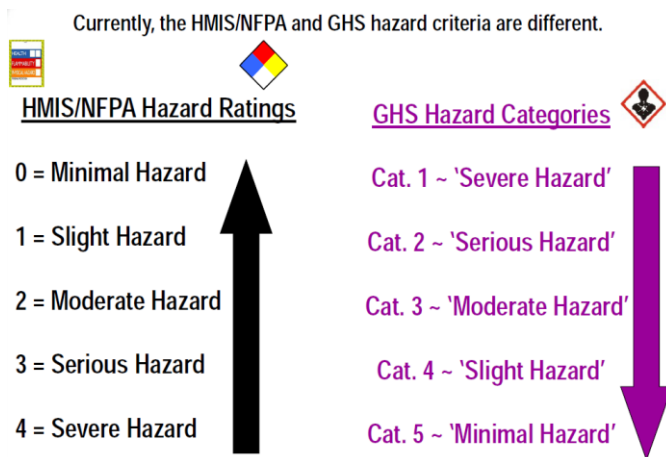 Currently, the HMIS/NFPA and GHS hazard criteria are different.
HEALTH
FLAMMABILITY
HMIS/NFPA Hazard Ratings
GHS Hazard Categories
0 = Minimal Hazard
Cat. 1 ~ ‘Severe Hazard’
1 = Slight Hazard
Cat. 2 ~ ‘Serious Hazard’
2 = Moderate Hazard
Cat. 3 ~ ‘Moderate Hazard’
3 = Serious Hazard
Cat. 4 ~ ‘Slight Hazard’
4 = Severe Hazard
Cat. 5 ~ ‘Minimal Hazard’